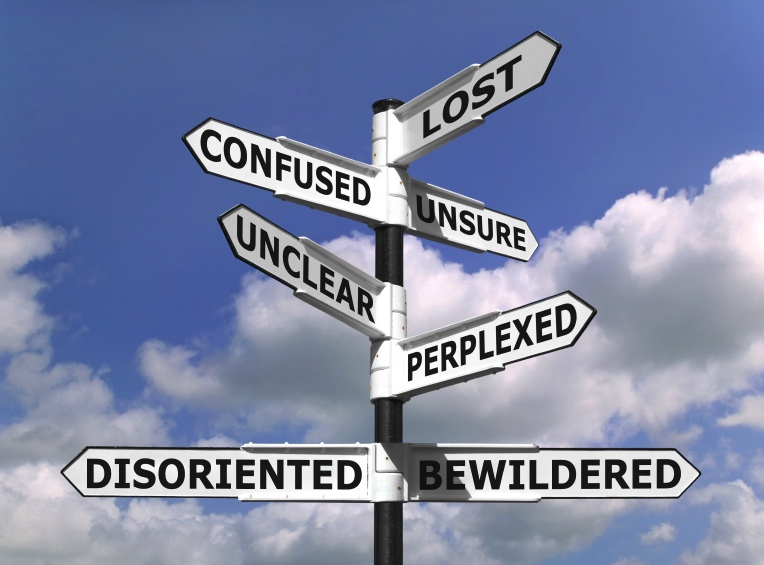 LOST
CONFUSED
UNSURE
UNCLEAR
PERPLEXED
DISORIENTED
BEWILDERED